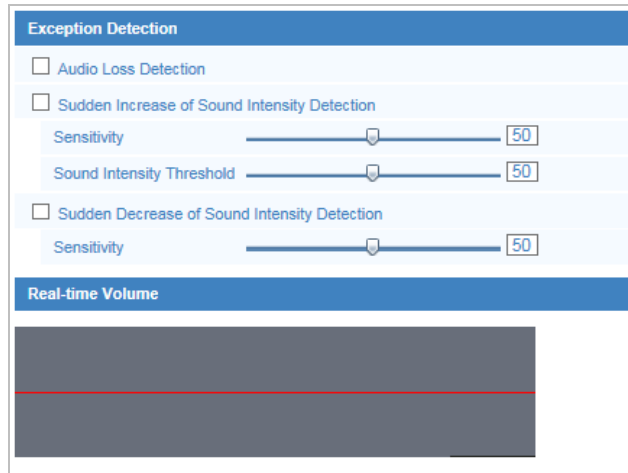 Exception Detection
Audio Loss Detection
Sudden Increase of Sound Intensity Detection
Sensitivity 50
Sound Intensity Threshold 50
Sudden Decrease of Sound Intensity Detection
Sensitivity 50
Real-time Volume